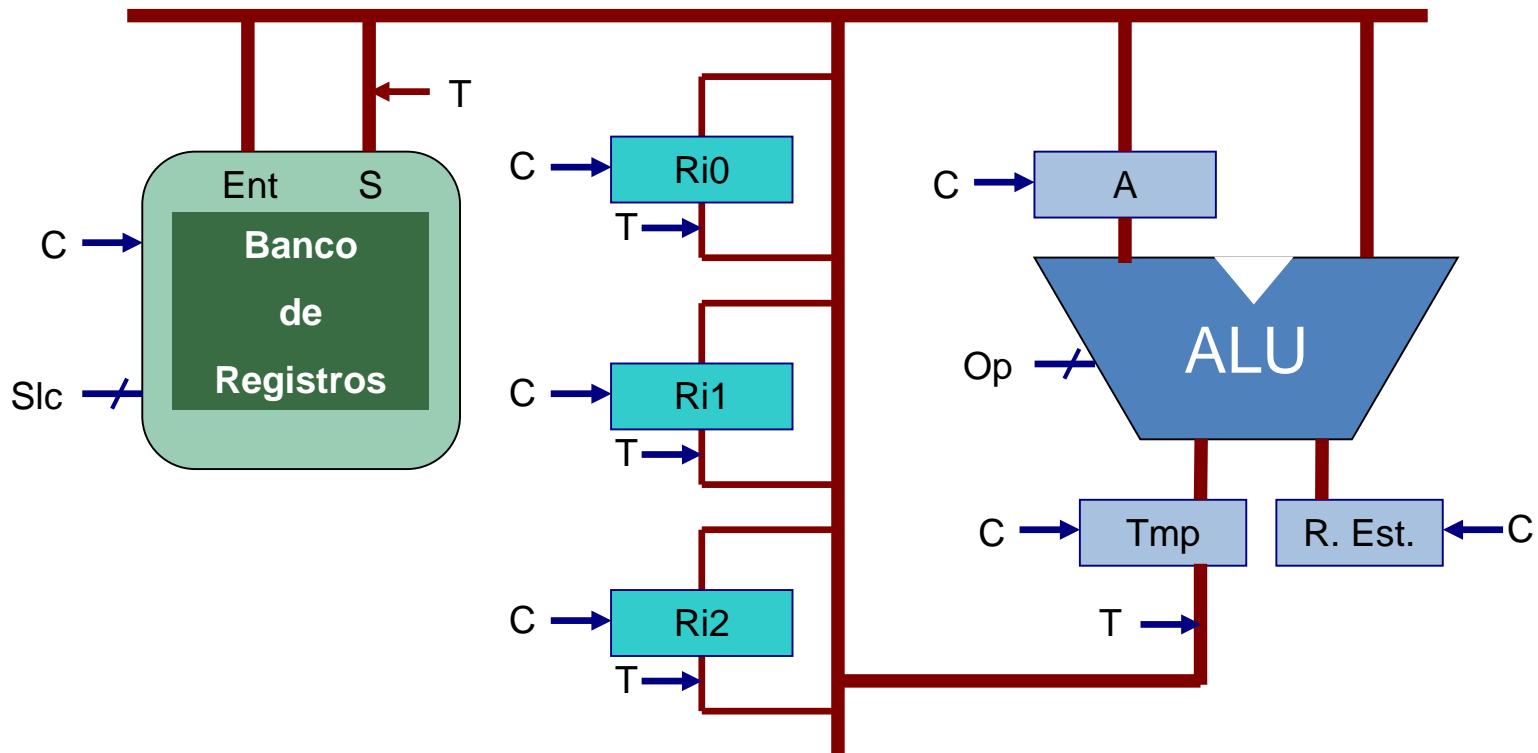 T
Ent S
C
Banco
de
Registros
Slc
C
Ri0
T
C
Ri1
T
C
Ri2
T
C
A
Op
ALU
C
Tmp
R. Est.
C
T